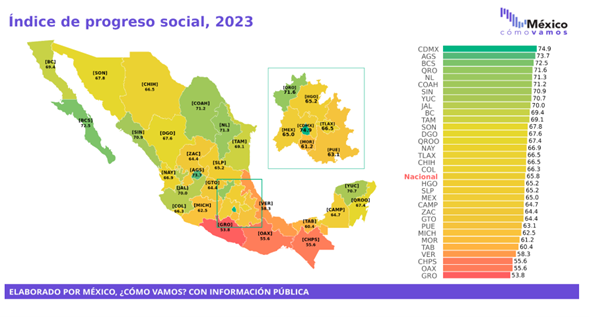 Índice de progreso social, 2023
México
cómo vamos
[BC]
69.4
[SON]
67.8
[CHIH]
66.5
[BCS]
72.5
[COAH]
71.2
[SIN]
70.9
[DGO]
67.6
[NL]
71.3
[TAM]
69.1
[ZAC]
64.4
[SLP]
65.2
[NAY]
66.9
[AGS]
73.7
[JAL]
70.0
[GTO]
64.4
[COL]
66.3
[MICH]
62.5
[GRO]
53.8
[OAX]
55.6
[VER]
58.3
[TAB]
60.4
[CHPS]
55.6
[CAMP]
64.7
[YUC]
70.7
[QROO]
67.4
[QRO]
71.6
[HGO]
65.2
[MEX]
65.0
[CDMX]
74.9
[TLAX]
66.5
[MOR]
61.2
[PUE]
63.1
CDMX 74.9
AGS 73.7
BCS 72.5
QRO 71.6
NL 71.3
COAH 71.2
SIN 70.9
YUC 70.7
JAL 70.0
BC 69.4
TAM 69.1
SON 67.8
DGO 67.6
QROO 67.4
NAY 66.9
TLAX 66.5
CHIH 66.5
COL 66.3
Nacional 65.8
HGO 65.2
SLP 65.2
MEX 65.0
CAMP 64.7
ZAC 64.4
GTO 64.4
PUE 63.1
MICH 62.5
MOR 61.2
TAB 60.4
VER 58.3
CHPS 55.6
OAX 55.6
GRO 53.8
ELABORADO POR MÉXICO, ¿CÓMO VAMOS? CON INFORMACIÓN PÚBLICA